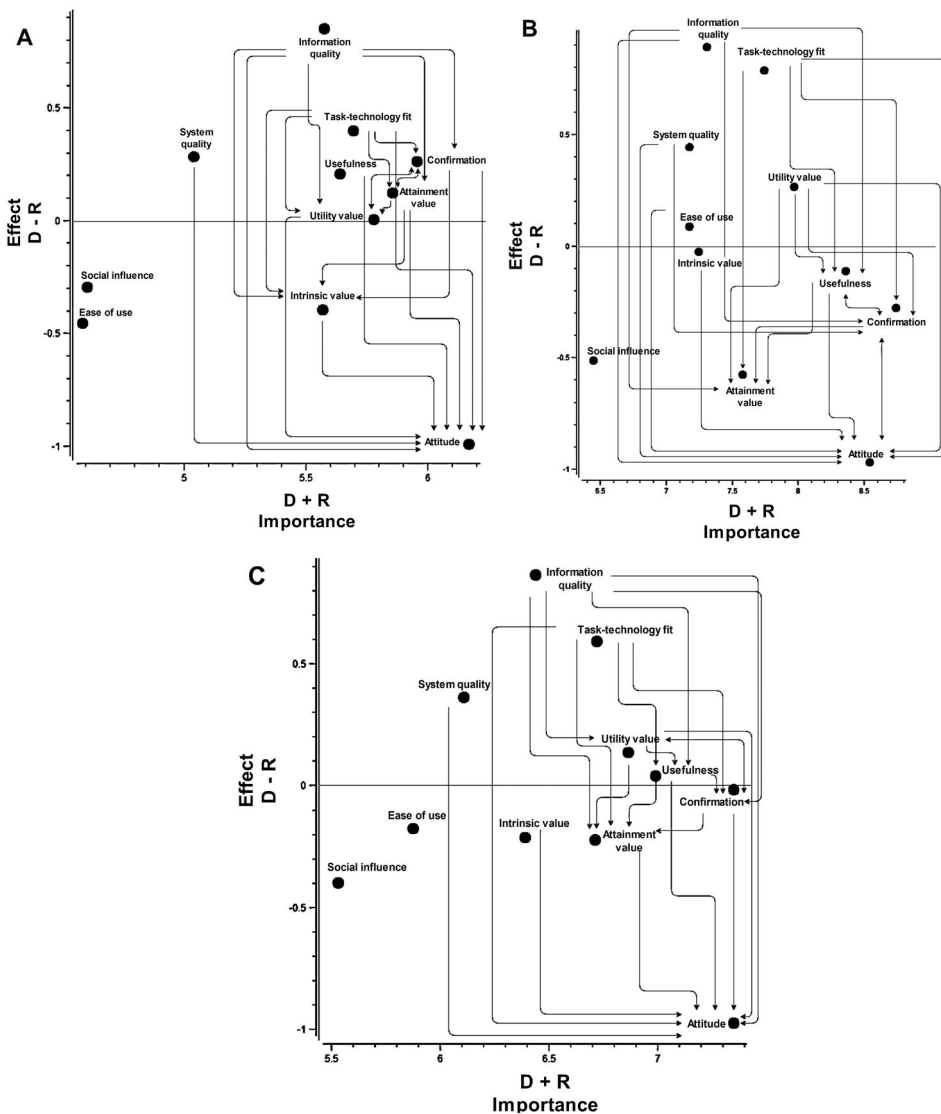 A
Information
quality
0.5
Task-technology fit
System
quality
Usefulness
Confirmation
Attainment
value
Utility value
0
Effect
D - R
Social influence
Intrinsic value
Ease of use
-0.5
Attitude
-1
5
5.5
6
D + R
Importance
B
Information
quality
Task-technology fit
0.5
System quality
Utility value
Ease of use
0
Intrinsic value
Effect
D - R
Usefulness
Confirmation
Social influence
-0.5
Attainment
value
Attitude
-1
6.5
7
7.5
8
8.5
D + R
Importance
C
Information
quality
Task-technology fit
0.5
System quality
Utility value
Usefulness
0
Effect
D - R
Confirmation
Ease of use
Intrinsic value
Attainment
value
Social influence
-0.5
Attitude
-1
5.5
6
6.5
7
D + R
Importance